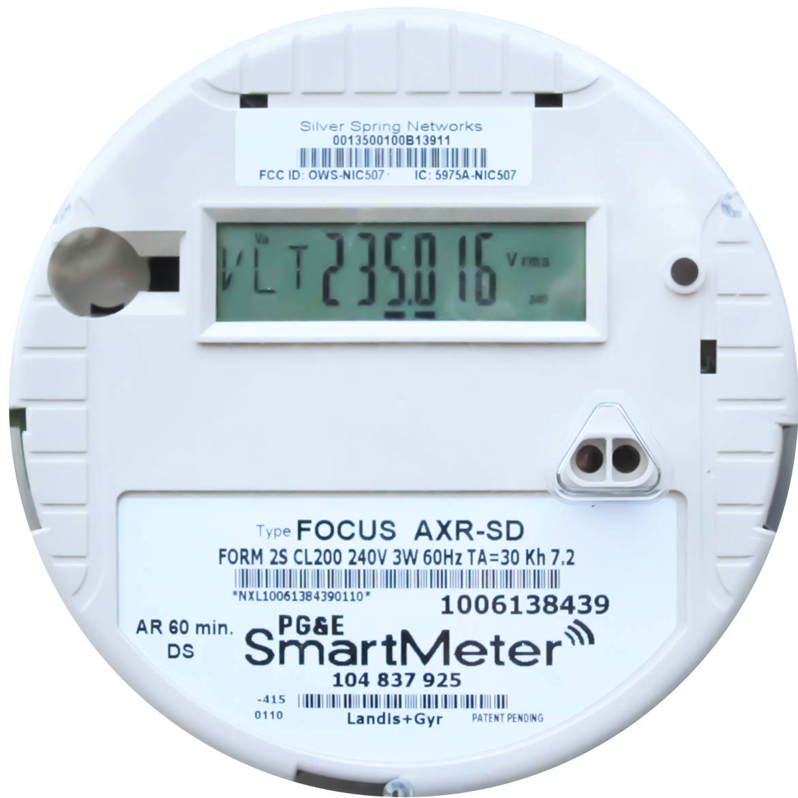 Silver Spring Networks
0013500100B13911
FCC ID: OWS-NIC507 IC: 5975A-NIC507
VLT 235.016 Vrms
Type FOCUS AXR-SD
FORM 2S CL200 240V 3W 60Hz TA=30 Kh 7.2
*NXL10061384390110*
1006138439
AR 60 min.
DS
PG&E
SmartMeter
104 837 925
-415
0110
Landis+Gyr PATENT PENDING